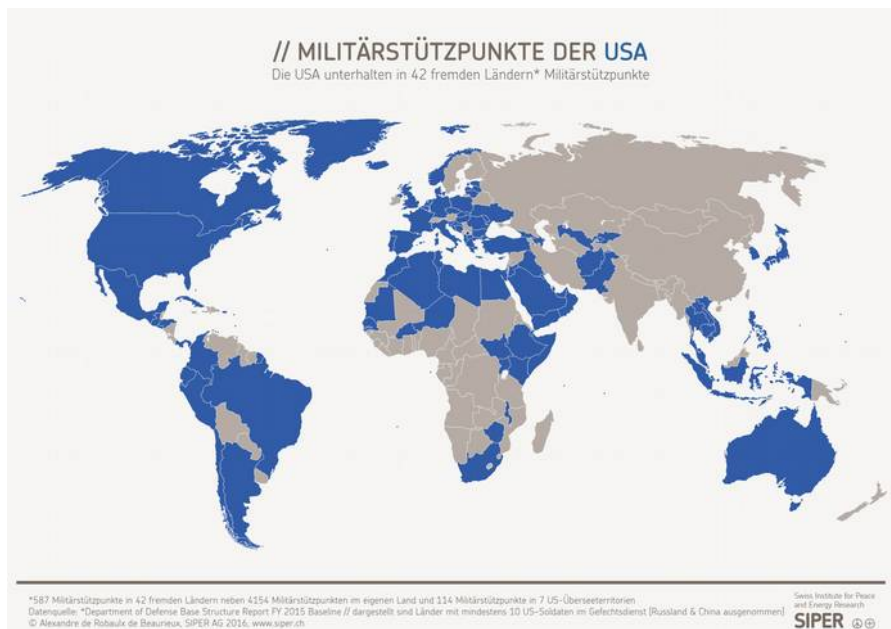 // MILITÄRSTÜTZPUNKTE DER USA
Die USA unterhalten in 42 fremden Ländern* Militärstützpunkte
*587 Militärstützpunkte in 42 fremden Ländern neben 4154 Militärstützpunkten im eigenen Land und 114 Militärstützpunkte in 7 US-Überseeterritorien
Datenquelle: *Department of Defense Base Structure Report FY 2015 Baseline // dargestellt sind Länder mit mindestens 10 US-Soldaten im Gefechtsdienst (Russland & China ausgenommen)
© Alexandre de Robaulx de Beaurieux, SIPER AG 2016, www.siper.ch
Swiss Institute for Peace
and Energy Research
SIPER